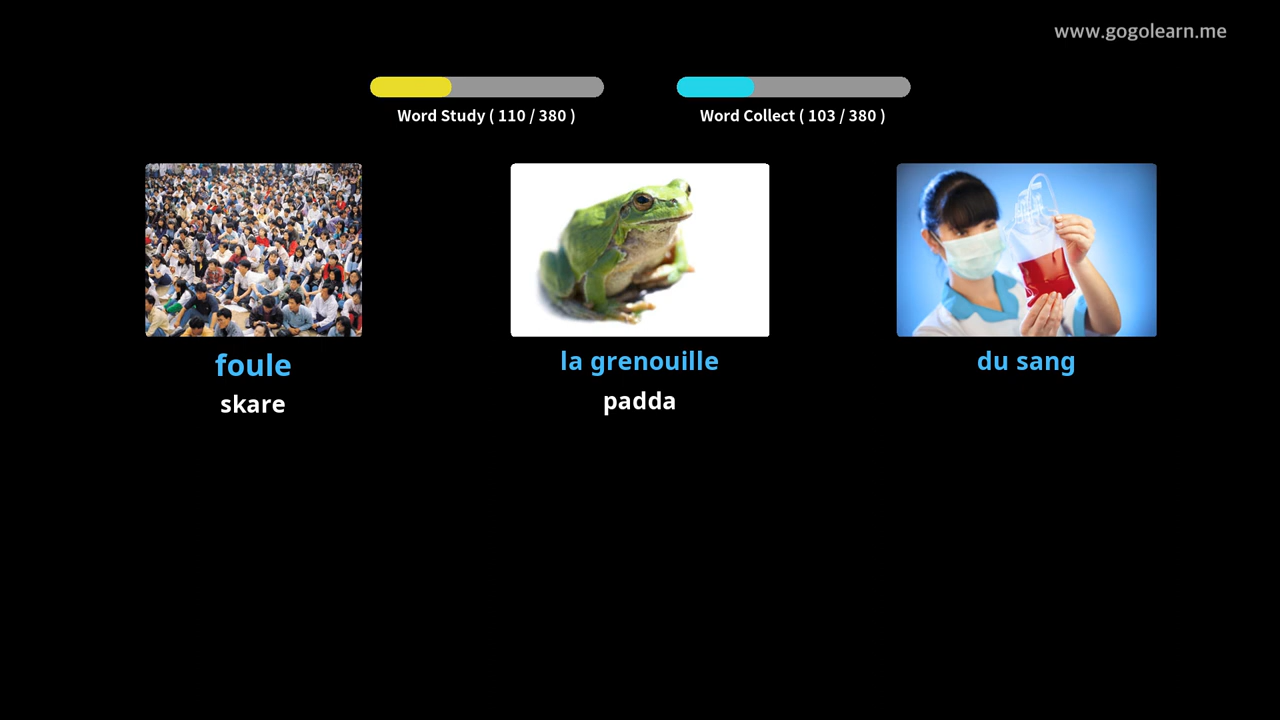 www.gogolearn.me
Word Study ( 110 / 380 )
Word Collect ( 103 / 380 )
foule
skare
la grenouille
padda
du sang